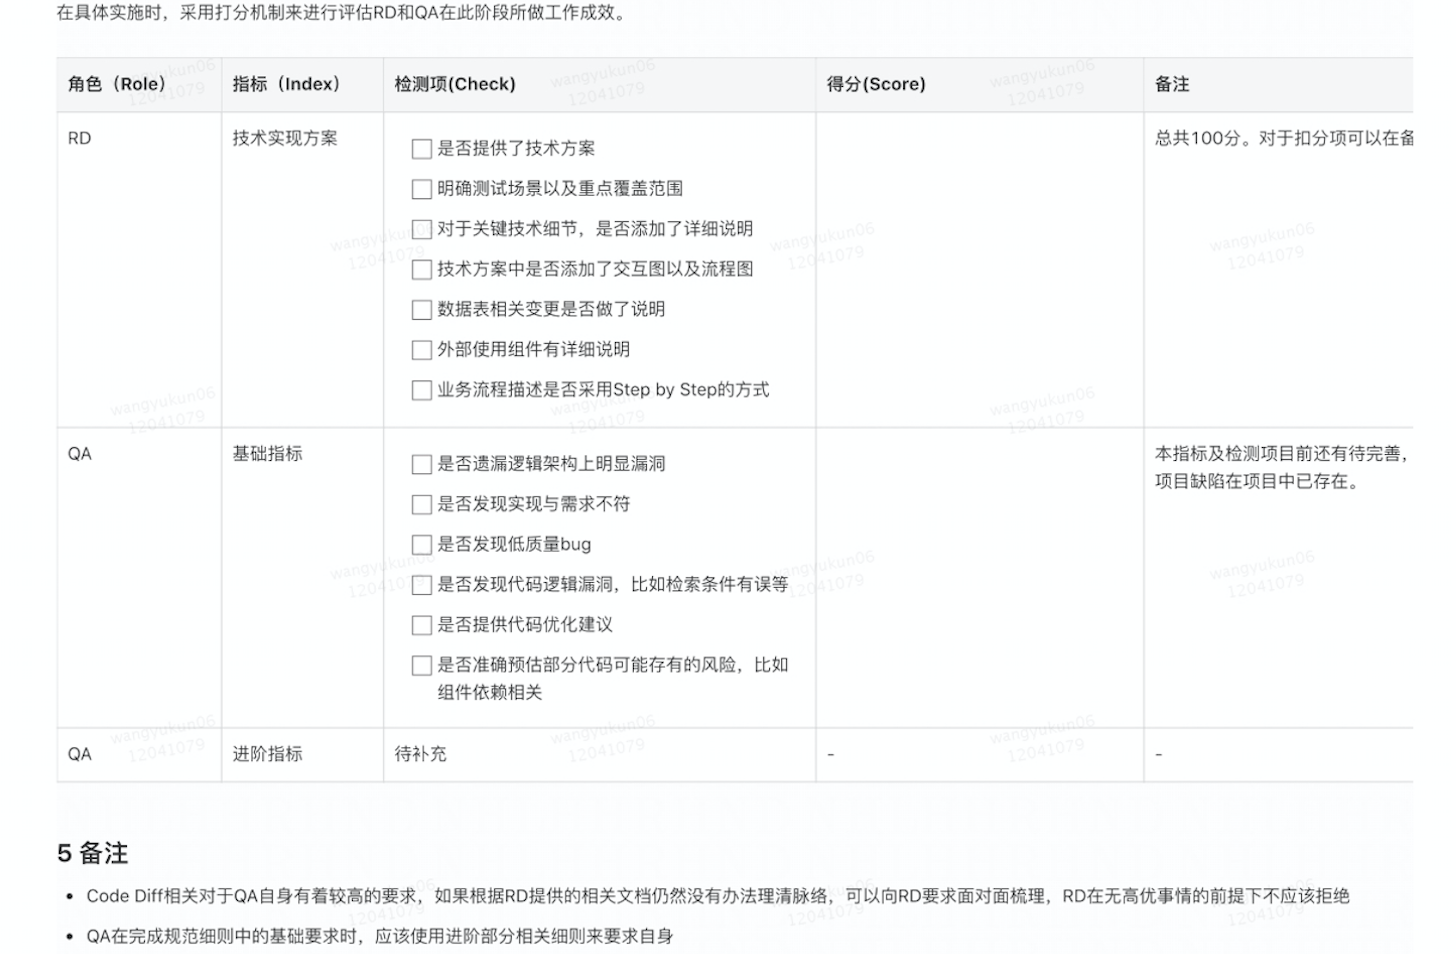 在具体实施时，采用打分机制来进行评估RD和QA在此阶段所做工作成效。
角色（Role） 指标（Index） 检测项(Check) 得分(Score) 备注
RD 技术实现方案 总共100分。对于扣分项可以在备
是否提供了技术方案
明确测试场景以及重点覆盖范围
对于关键技术细节，是否添加了详细说明
技术方案中是否添加了交互图以及流程图
数据表相关变更是否做了说明
外部使用组件有详细说明
业务流程描述是否采用Step by Step的方式
QA 基础指标 本指标及检测项目前还有待完善，
项目缺陷在项目中已存在。
是否遗漏逻辑架构上明显漏洞
是否发现实现与需求不符
是否发现低质量bug
是否发现代码逻辑漏洞，比如检索条件有误等
是否提供代码优化建议
是否准确预估部分代码可能存有的风险，比如
组件依赖相关
QA 进阶指标 待补充 - -
5 备注
• Code Diff相关对于QA自身有着较高的要求，如果根据RD提供的相关文档仍然没有办法理清脉络，可以向RD要求面对面梳理，RD在无高优事情的前提下不应该拒绝
• QA在完成规范细则中的基础要求时，应该使用进阶部分相关细则来要求自身
wangyukun06
12041079